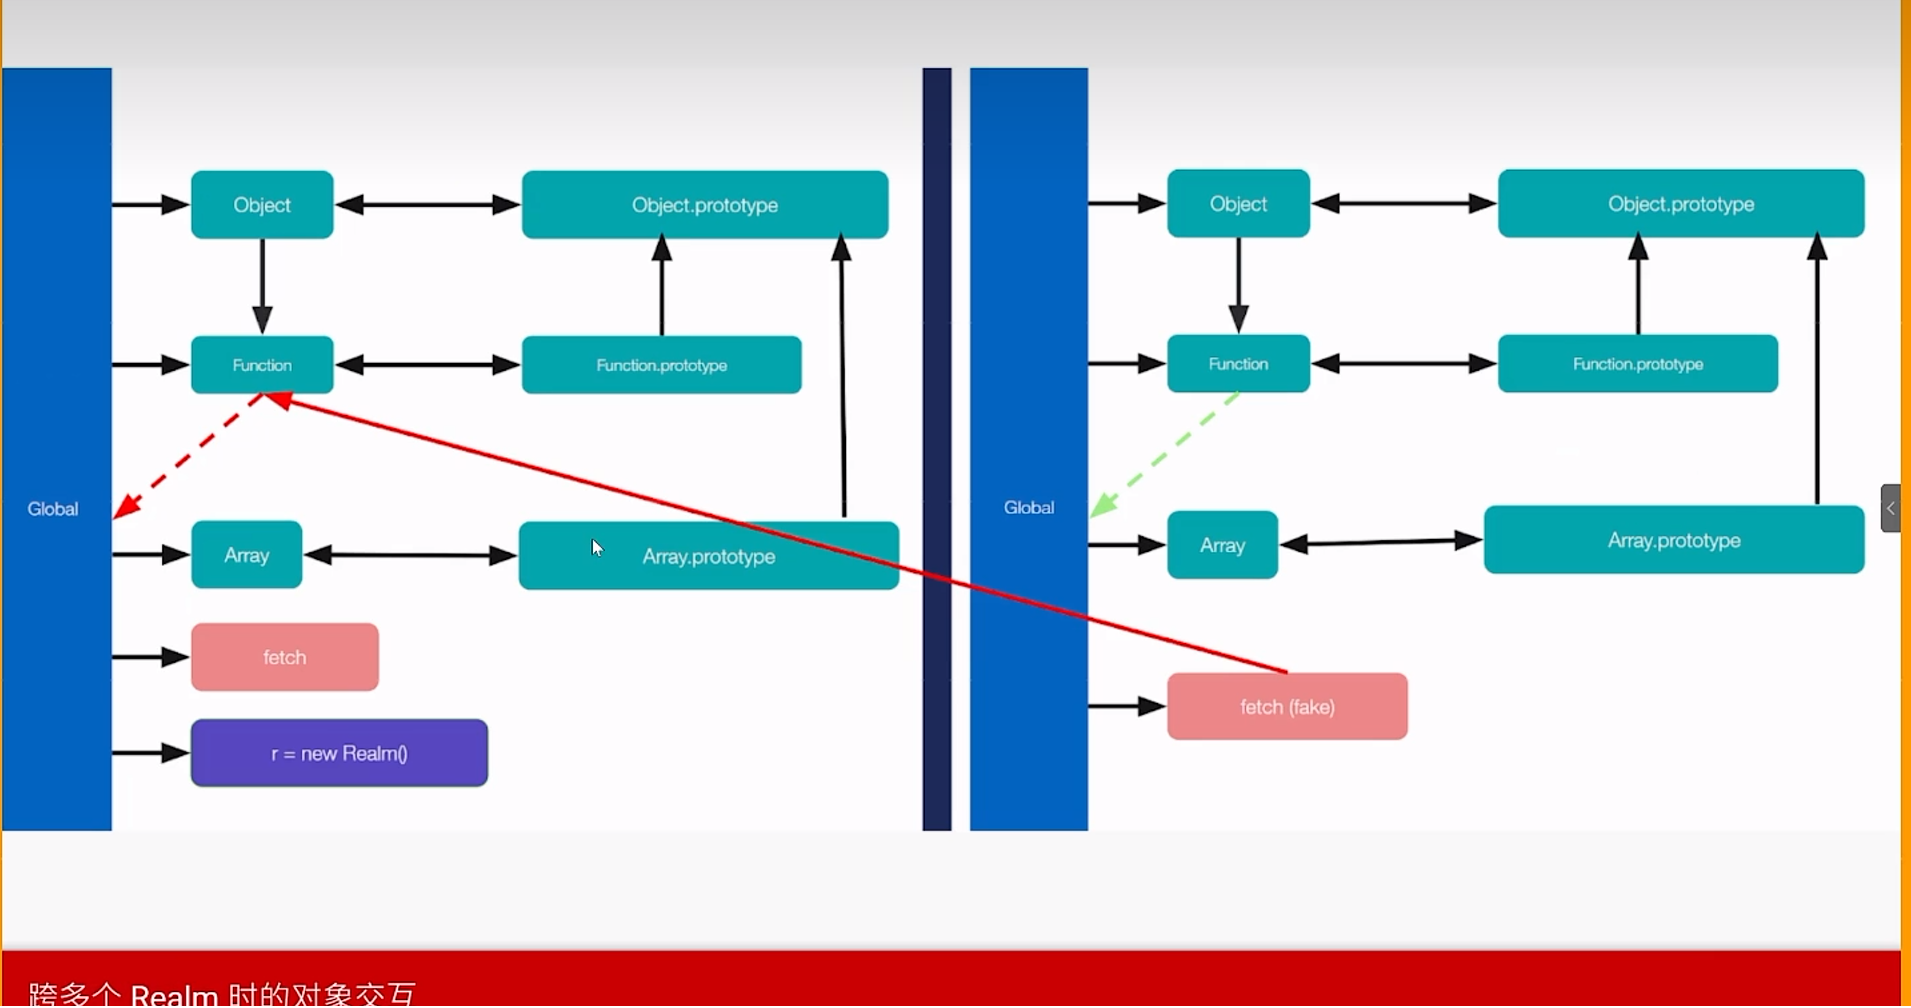 Object
Object.prototype
Function
Function.prototype
Global
Array
Array.prototype
fetch
r = new Realm()
Object
Object.prototype
Function
Function.prototype
Global
Array
Array.prototype
fetch (fake)
跨多个 Realm 时的对象交互